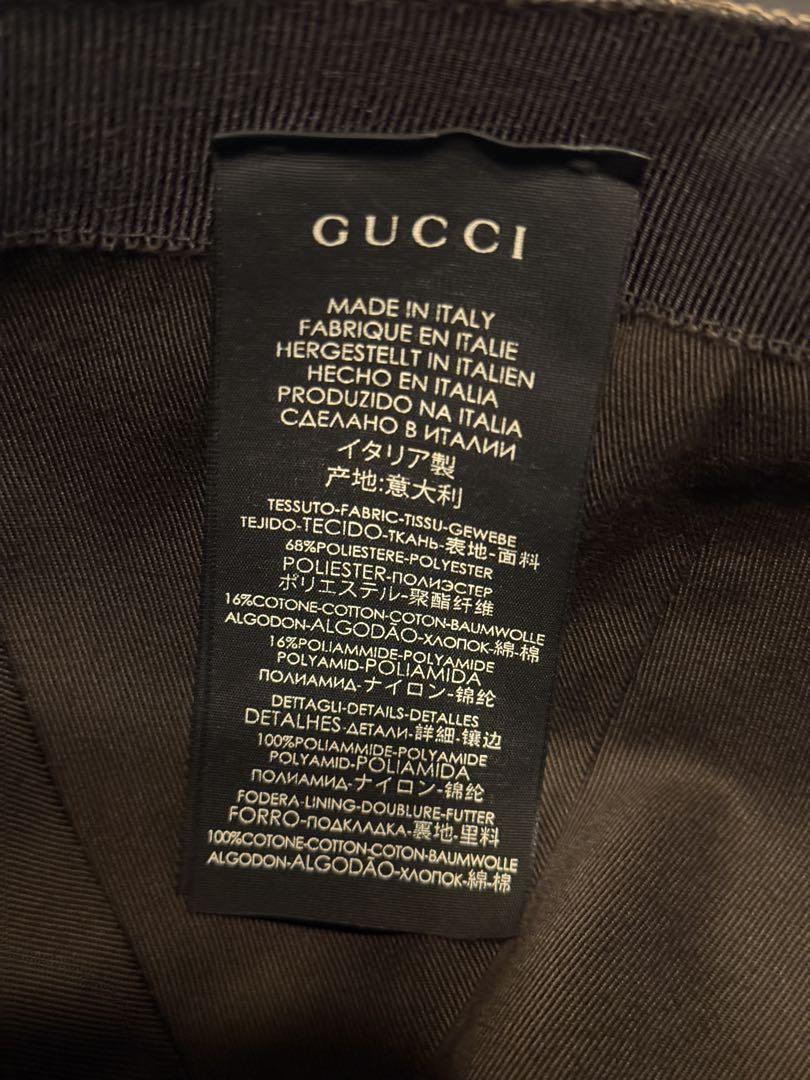 GUCCI
MADE IN ITALY
FABRIQUE EN ITALIE
HERGESTELLT IN ITALIEN
HECHO EN ITALIA
PRODUZIDO NA ITALIA
СДЕЛАНО В ИТАЛИИ
イタリア製
产地:意大利
TESSUTO-FABRIC-TISSU-GEWEBE
TEJIDO-TECIDO-ТКАНЬ-表地-面料
68%POLIESTERE-POLYESTER
POLIESTER-ПОЛИЭСТЕР
ポリエステル-聚酯纤维
16%COTONE-COTTON-COTON-BAUMWOLLE
ALGODON-ALGODÃO-ХЛОПОК-綿-棉
16%POLIAMMIDE-POLYAMIDE
POLYAMID-POLIAMIDA
ПОЛИАМИД-ナイロン-锦纶
DETTAGLI-DETAILS-DETALLES
DETALHES-ДЕТАЛИ-詳細-镶边
100%POLIAMMIDE-POLYAMIDE
POLYAMID-POLIAMIDA
ПОЛИАМИД-ナイロン-锦纶
FODERA-LINING-DOUBLURE-FUTTER
FORRO-ПОДКЛАДКА-裏地-里料
100%COTONE-COTTON-COTON-BAUMWOLLE
ALGODON-ALGODÃO-ХЛОПОК-綿-棉